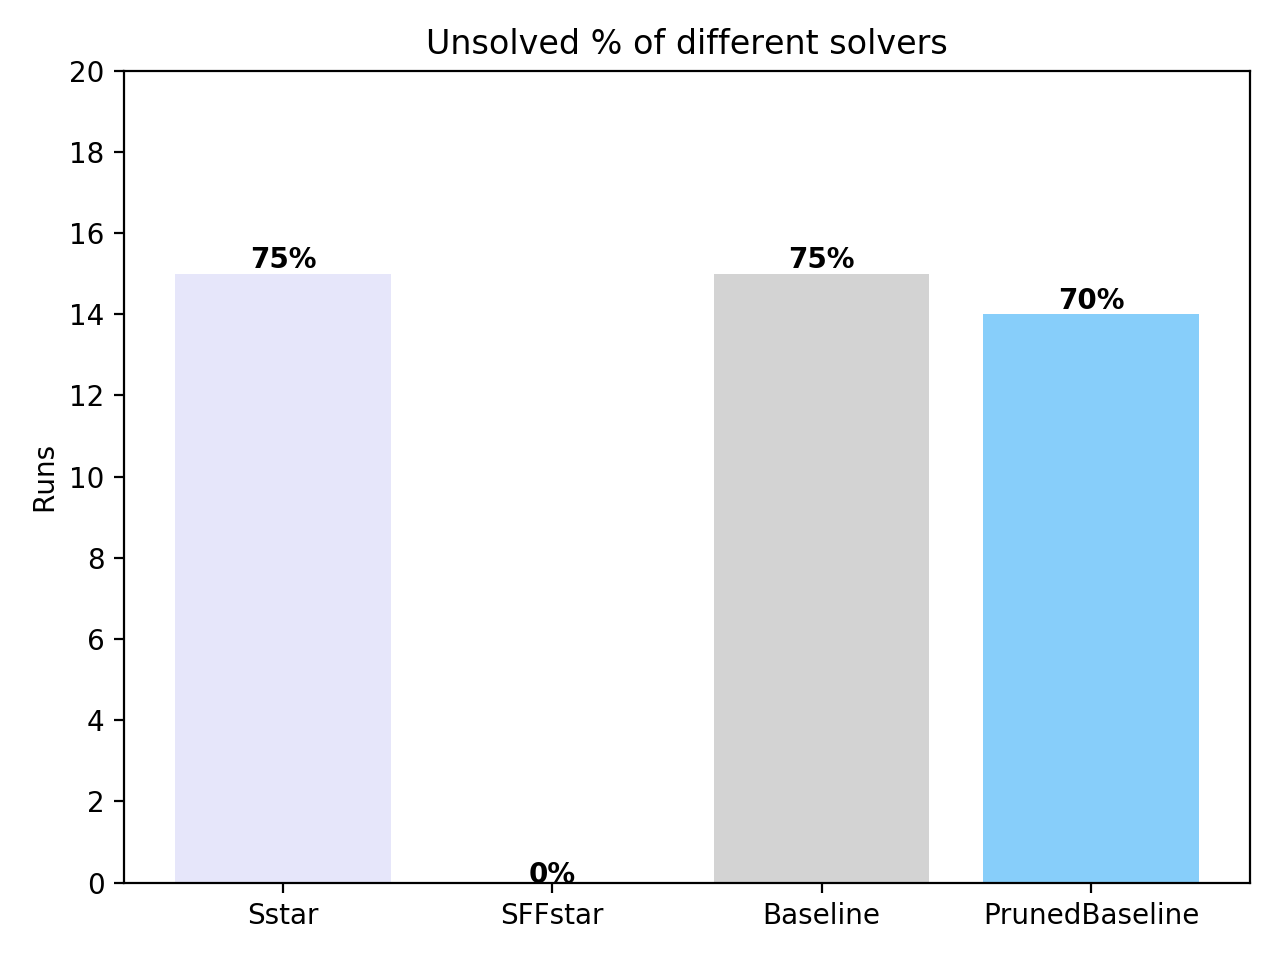 Unsolved % of different solvers
20
18
16
14
12
10
8
6
4
2
0
Runs
75%
0%
75%
70%
Sstar
SFFstar
Baseline
PrunedBaseline